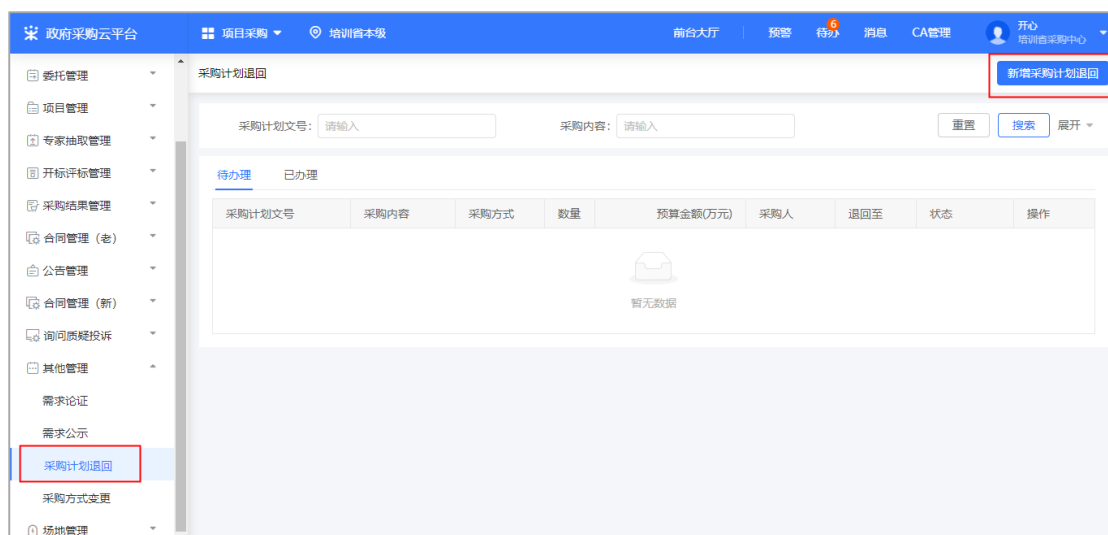 政府采购云平台 项目采购 培训省本级 前台大厅 预警 待办 6 消息 CA管理 开心
培训省采购中心
委托管理
项目管理
专家抽取管理
开标评标管理
采购结果管理
合同管理（老）
公告管理
合同管理（新）
询问质疑投诉
其他管理
需求论证
需求公示
采购计划退回
采购方式变更
场地管理
采购计划退回 新增采购计划退回
采购计划文号： 请输入 采购内容： 请输入 重置 搜索 展开
待办理 已办理
采购计划文号 采购内容 采购方式 数量 预算金额(万元) 采购人 退回至 状态 操作
暂无数据